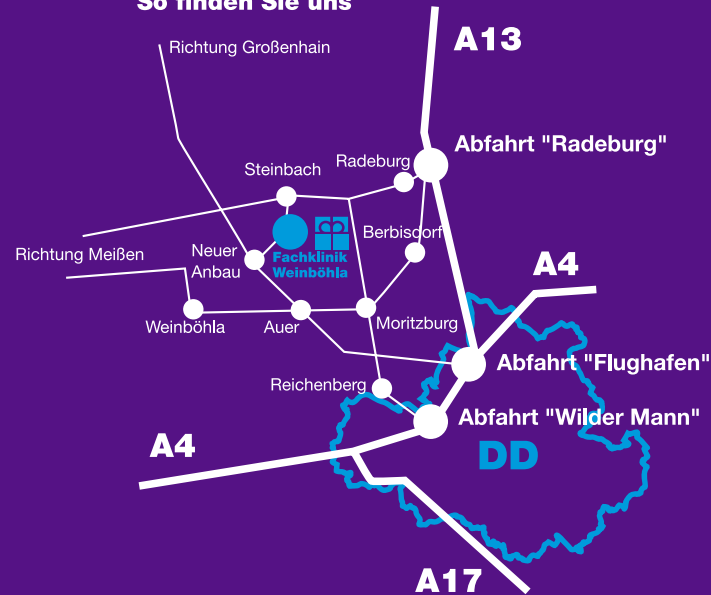 So finden Sie uns
A13
Richtung Großenhain
Abfahrt "Radeburg"
Radeburg
Steinbach
Berbisdorf
Richtung Meißen
Neuer
Anbau
Fachklinik
Weinböhla
A4
Weinböhla
Auer
Moritzburg
Abfahrt "Flughafen"
Reichenberg
Abfahrt "Wilder Mann"
A4
DD
A17